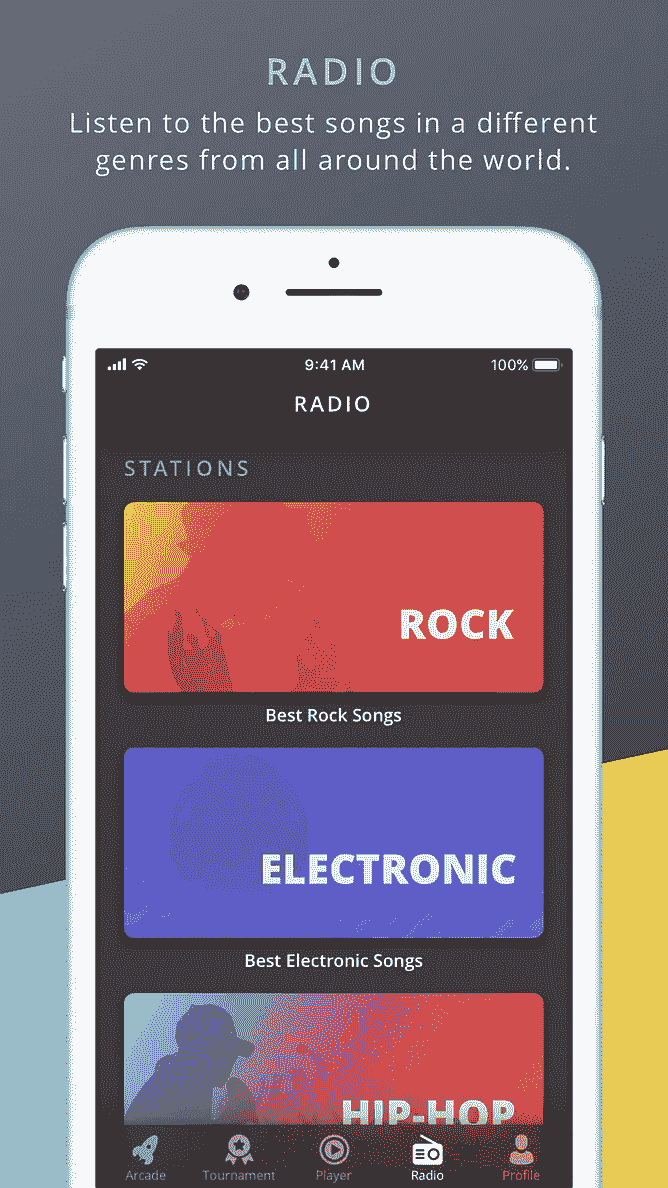 RADIO
Listen to the best songs in a different
genres from all around the world.
9:41 AM
100%
RADIO
STATIONS
ROCK
Best Rock Songs
ELECTRONIC
Best Electronic Songs
HIP-HOP
Arcade
Tournament
Player
Radio
Profile